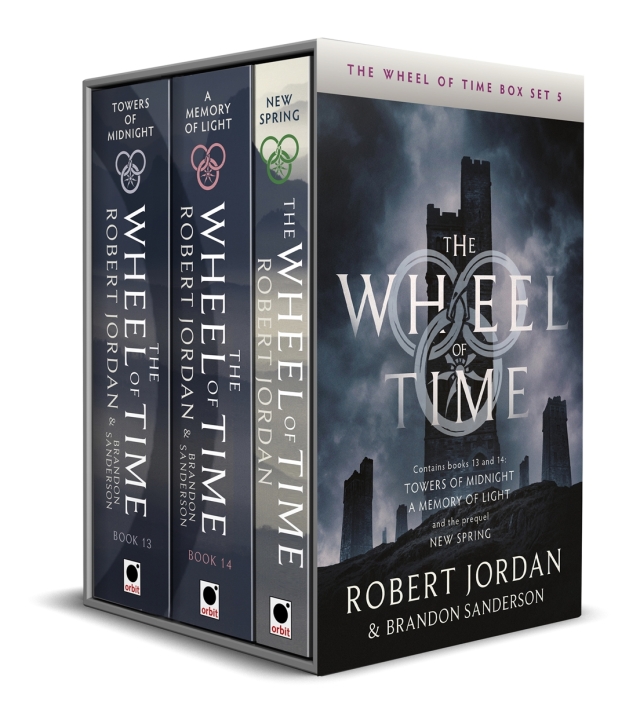 TOWERS
OF
MIDNIGHT
THE
WHEEL OF TIME
ROBERT JORDAN &
BRANDON
SANDERSON
BOOK 13
orbit
A
MEMORY
OF LIGHT
THE
WHEEL OF TIME
ROBERT JORDAN &
BRANDON
SANDERSON
BOOK 14
orbit
NEW
SPRING
THE
WHEEL OF TIME
ROBERT JORDAN
orbit
THE WHEEL OF TIME BOX SET 5
THE
WHEEL
OF
TIME
Contains books 13 and 14:
TOWERS OF MIDNIGHT
A MEMORY OF LIGHT
and the prequel
NEW SPRING
ROBERT JORDAN
& BRANDON SANDERSON